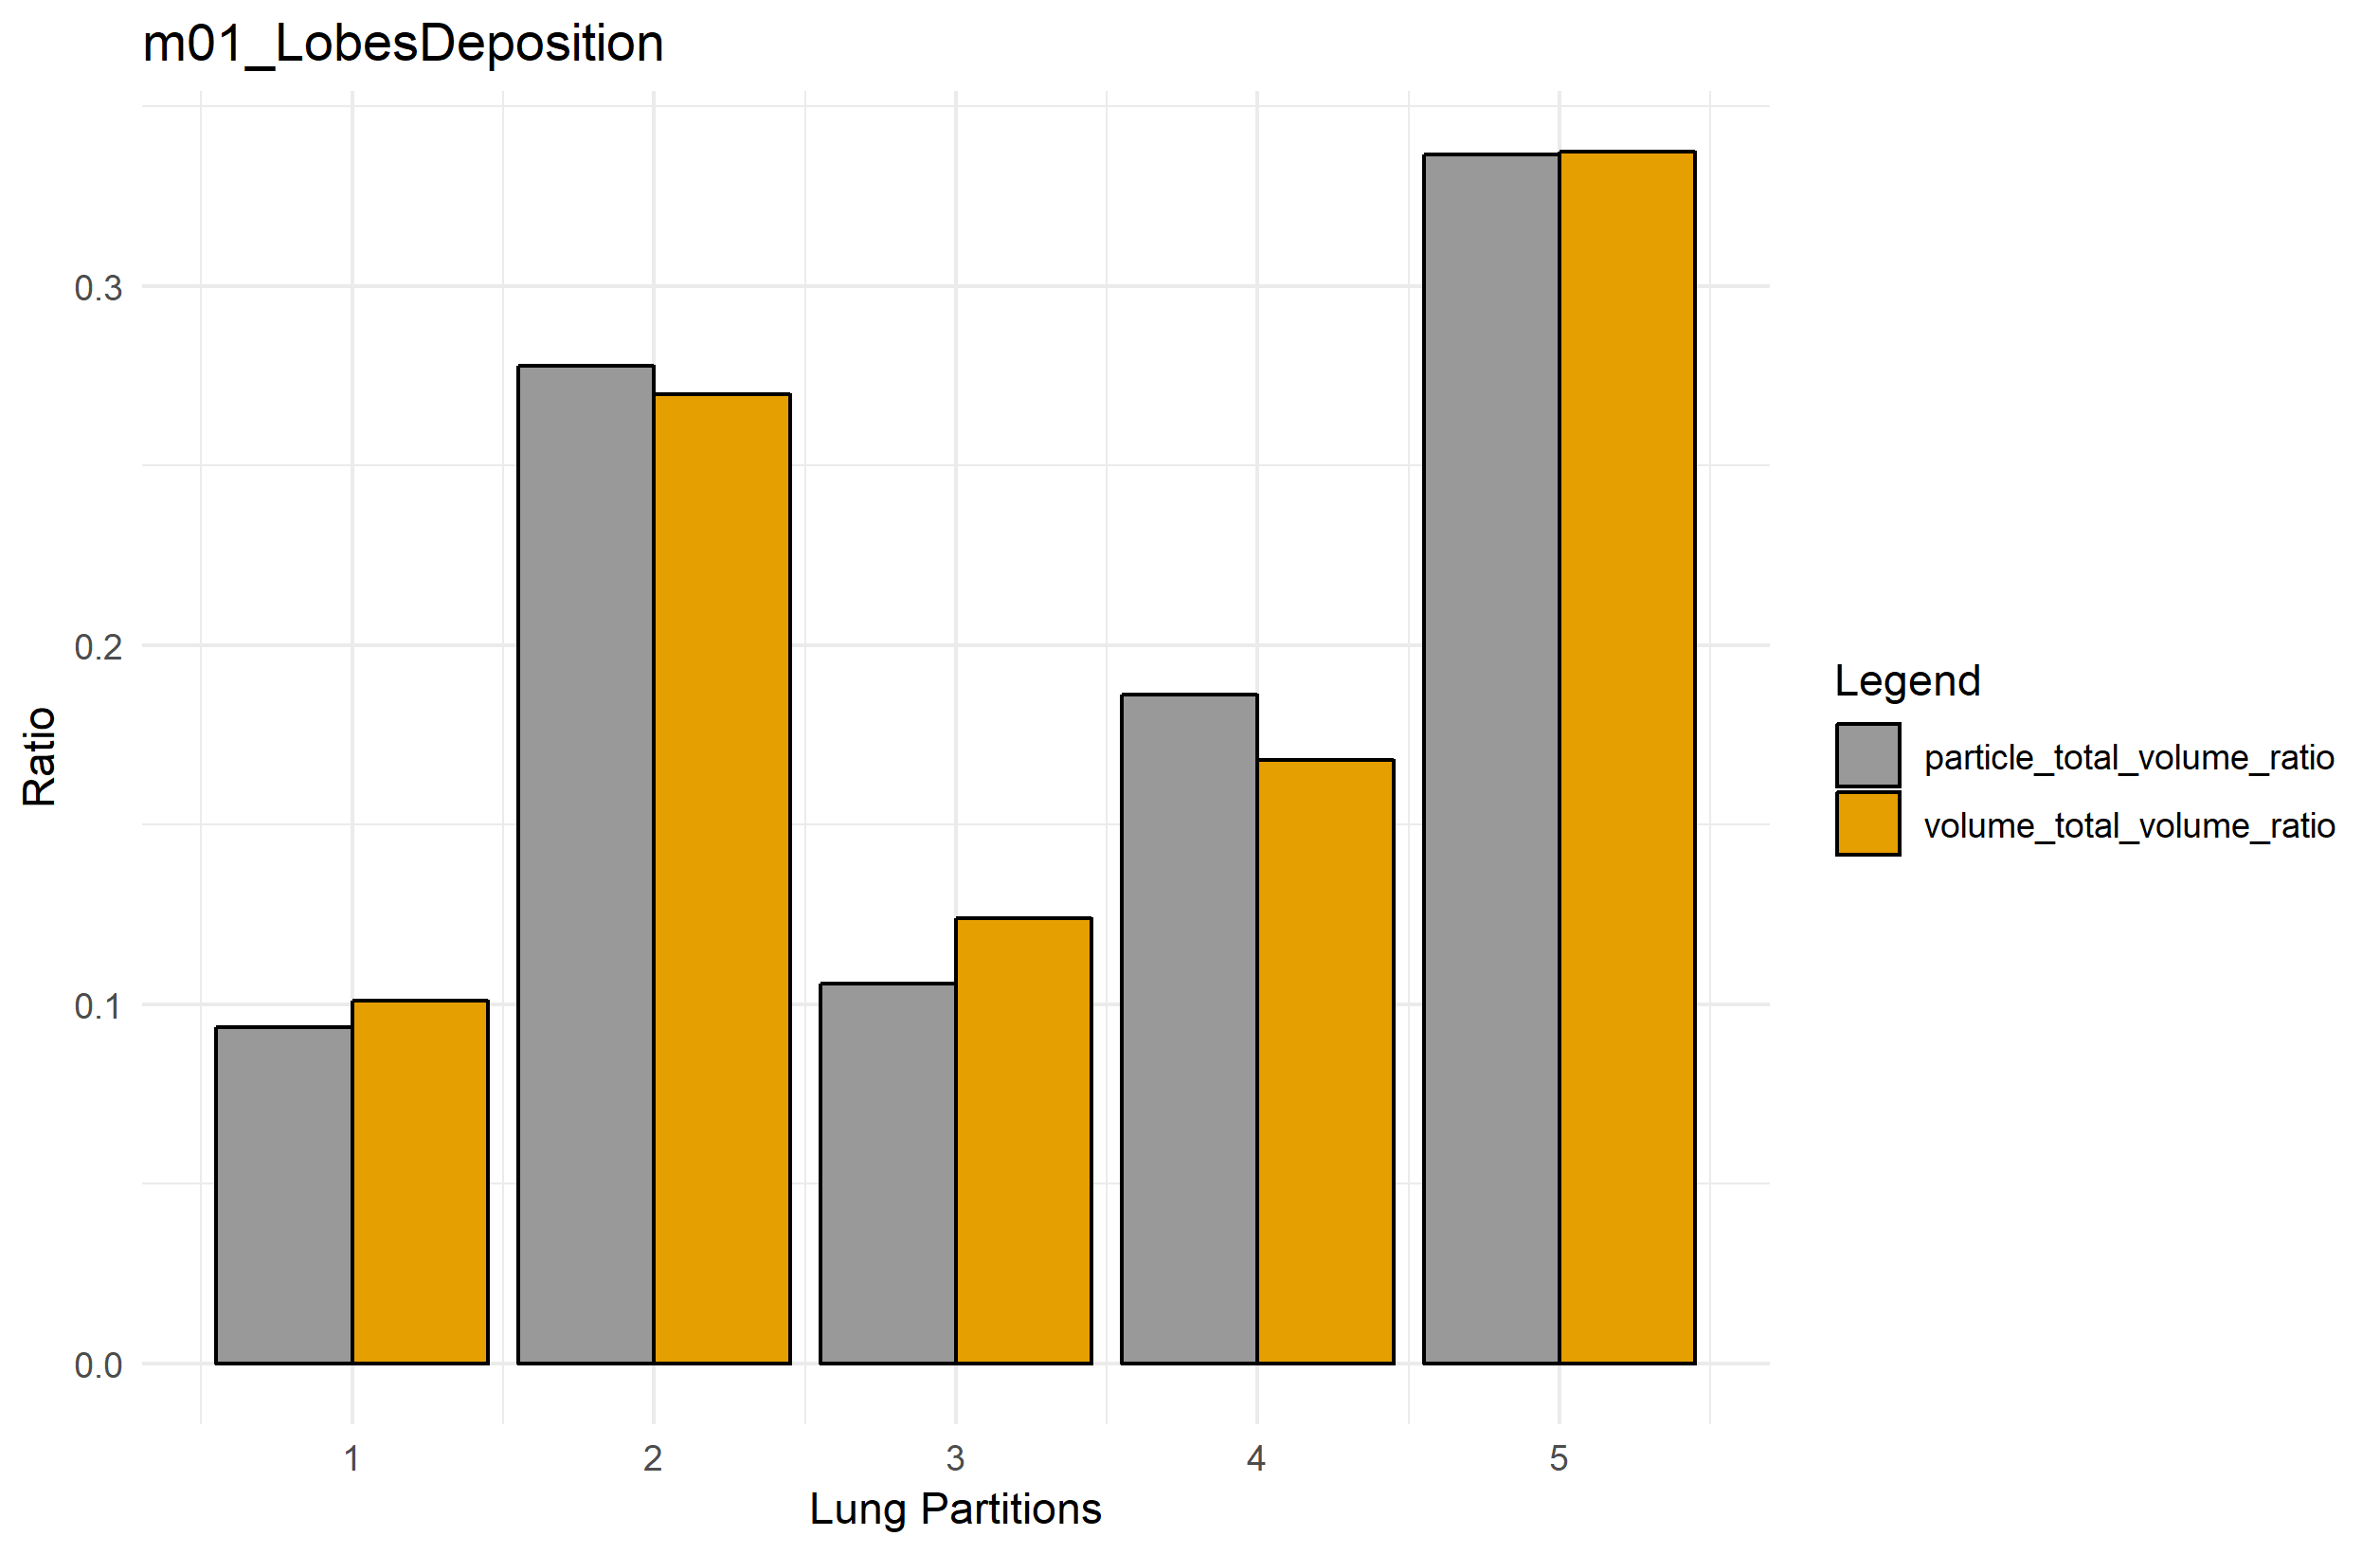 m01_LobesDeposition
Ratio
0.3
0.2
0.1
0.0
1 2 3 4 5
Lung Partitions
Legend
particle_total_volume_ratio
volume_total_volume_ratio